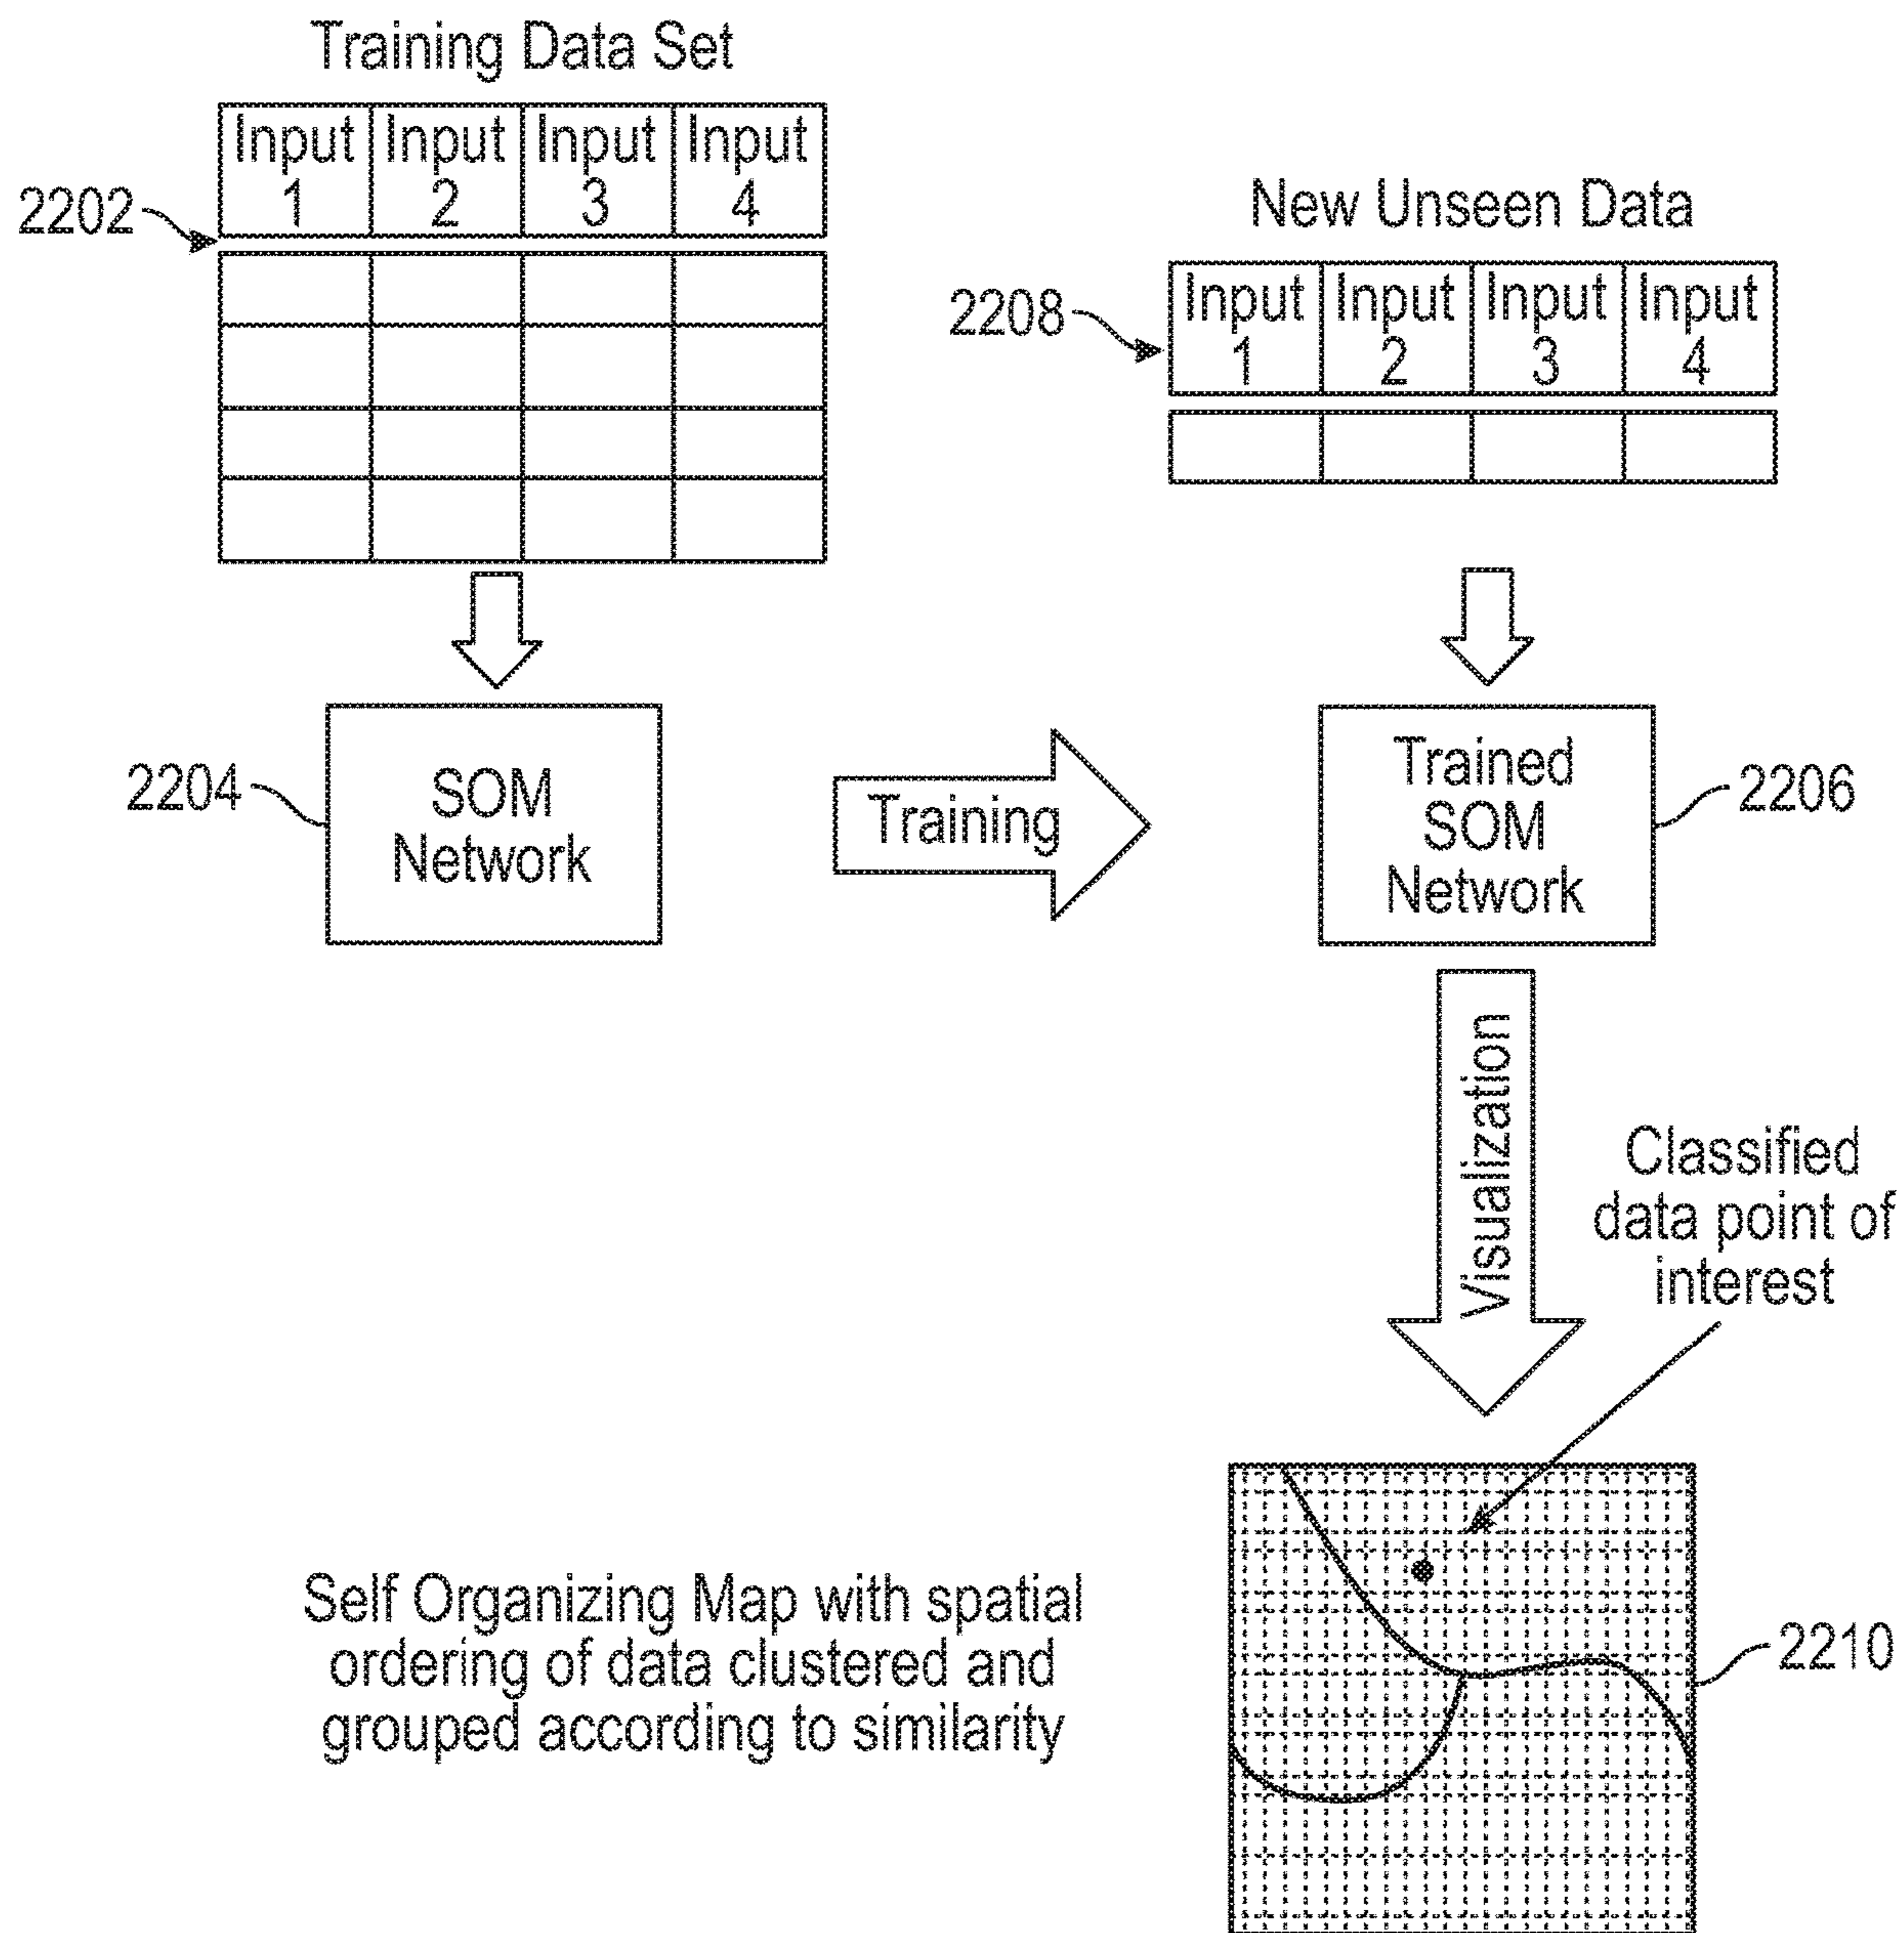 Training Data Set
Input Input Input Input
1 2 3 4
2202
New Unseen Data
Input Input Input Input
1 2 3 4
2208
SOM
Network
2204
Training
Trained
SOM
Network
2206
Visualization
Classified
data point of
interest
Self Organizing Map with spatial
ordering of data clustered and
grouped according to similarity
2210